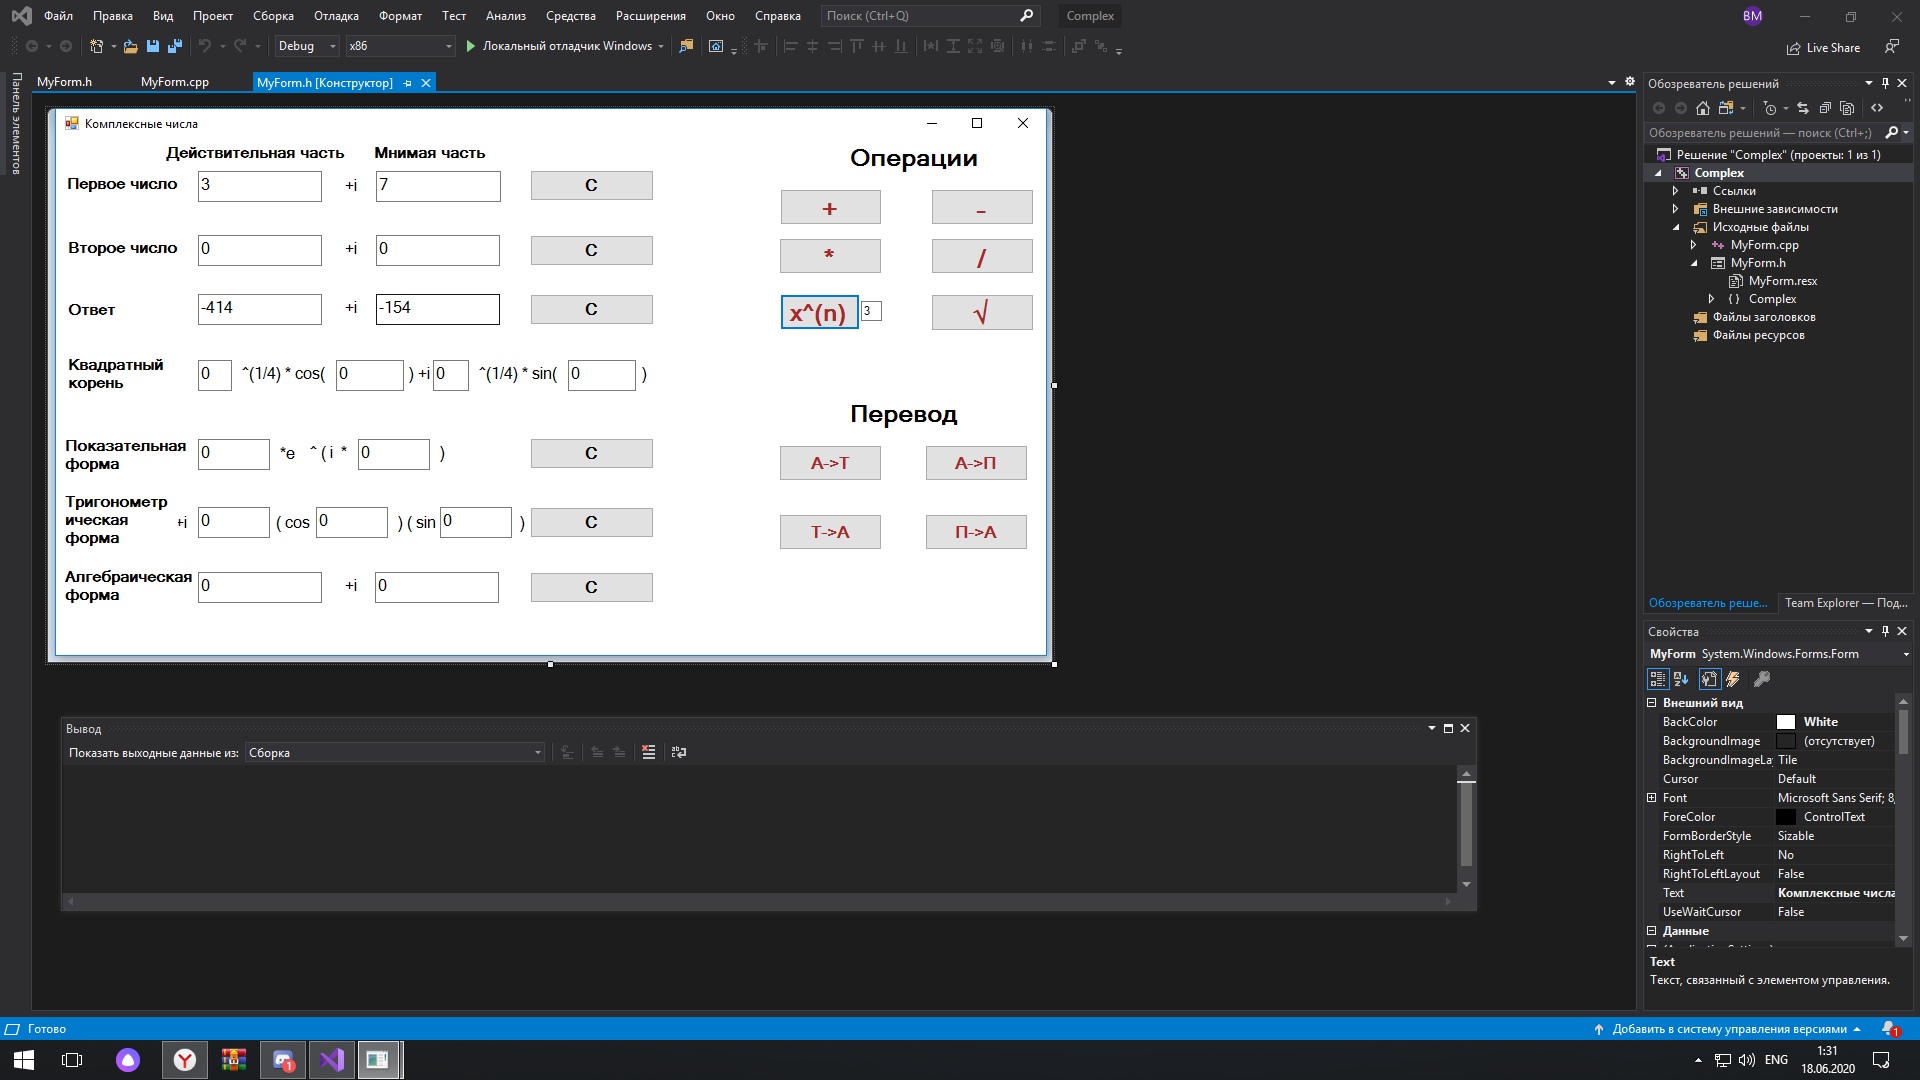 Файл Правка Вид Проект Сборка Отладка Формат Тест Анализ Средства Расширения Окно Справка Поиск (Ctrl+Q) Complex BM
Debug x86 Локальный отладчик Windows Live Share
MyForm.h MyForm.cpp MyForm.h [Конструктор]
Панель элементов
Комплексные числа
Действительная часть Мнимая часть
Операции
Первое число 3 +i 7 C
+ -
Второе число 0 +i 0 C
* /
Ответ -414 +i -154 C
x^(n) 3 √
Квадратный
корень
0 ^(1/4) * cos( 0 ) +i 0 ^(1/4) * sin( 0 )
Перевод
Показательная
форма
0 *e ^ ( i * 0 ) C
А->Т А->П
Тригонометр
ическая
форма
+i 0 ( cos 0 ) ( sin 0 ) C
Т->А П->А
Алгебраическая
форма
0 +i 0 C
Вывод
Показать выходные данные из: Сборка
Обозреватель решений
Обозреватель решений — поиск (Ctrl+;)
Решение "Complex" (проекты: 1 из 1)
Complex
Ссылки
Внешние зависимости
Исходные файлы
MyForm.cpp
MyForm.h
MyForm.resx
Complex
Файлы заголовков
Файлы ресурсов
Обозреватель реше... Team Explorer — Под...
Свойства
MyForm System.Windows.Forms.Form
Внешний вид
BackColor White
BackgroundImage (отсутствует)
BackgroundImageLay Tile
Cursor Default
Font Microsoft Sans Serif; 8,
ForeColor ControlText
FormBorderStyle Sizable
RightToLeft No
RightToLeftLayout False
Text Комплексные числа
UseWaitCursor False
Данные
Text
Текст, связанный с элементом управления.
Готово Добавить в систему управления версиями 1
1 ENG 1:31
18.06.2020